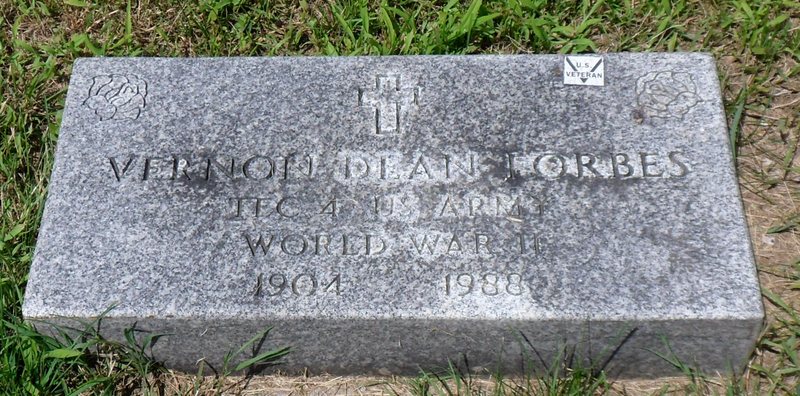 U.S.
VETERAN
VERNON DEAN FORBES
TEC 4 US ARMY
WORLD WAR II
1904 1988